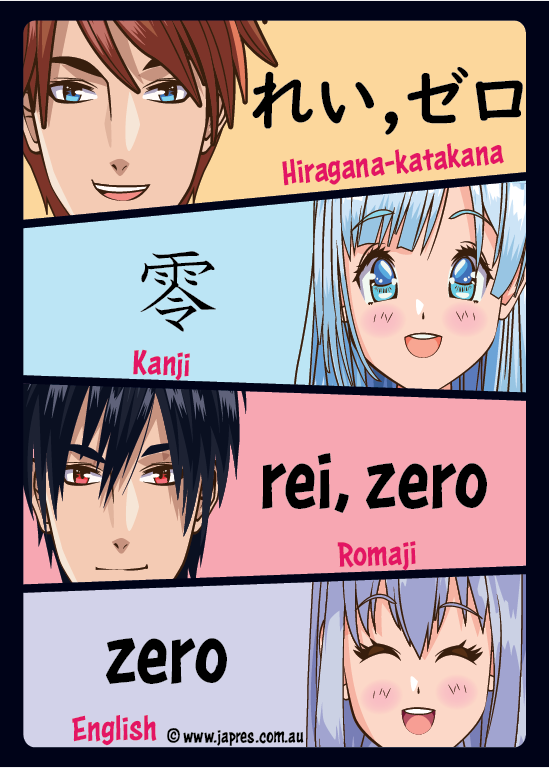 れい,ゼロ
Hiragana-katakana
零
Kanji
rei, zero
Romaji
zero
English © www.japres.com.au